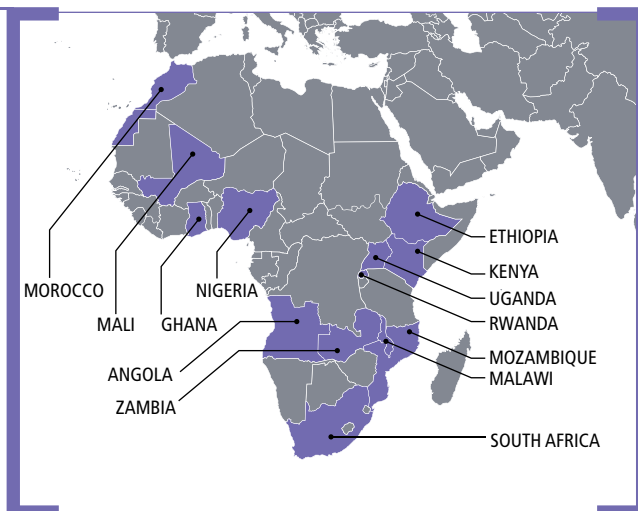 ETHIOPIA
KENYA
MOROCCO
NIGERIA
UGANDA
MALI
GHANA
RWANDA
MOZAMBIQUE
ANGOLA
MALAWI
ZAMBIA
SOUTH AFRICA